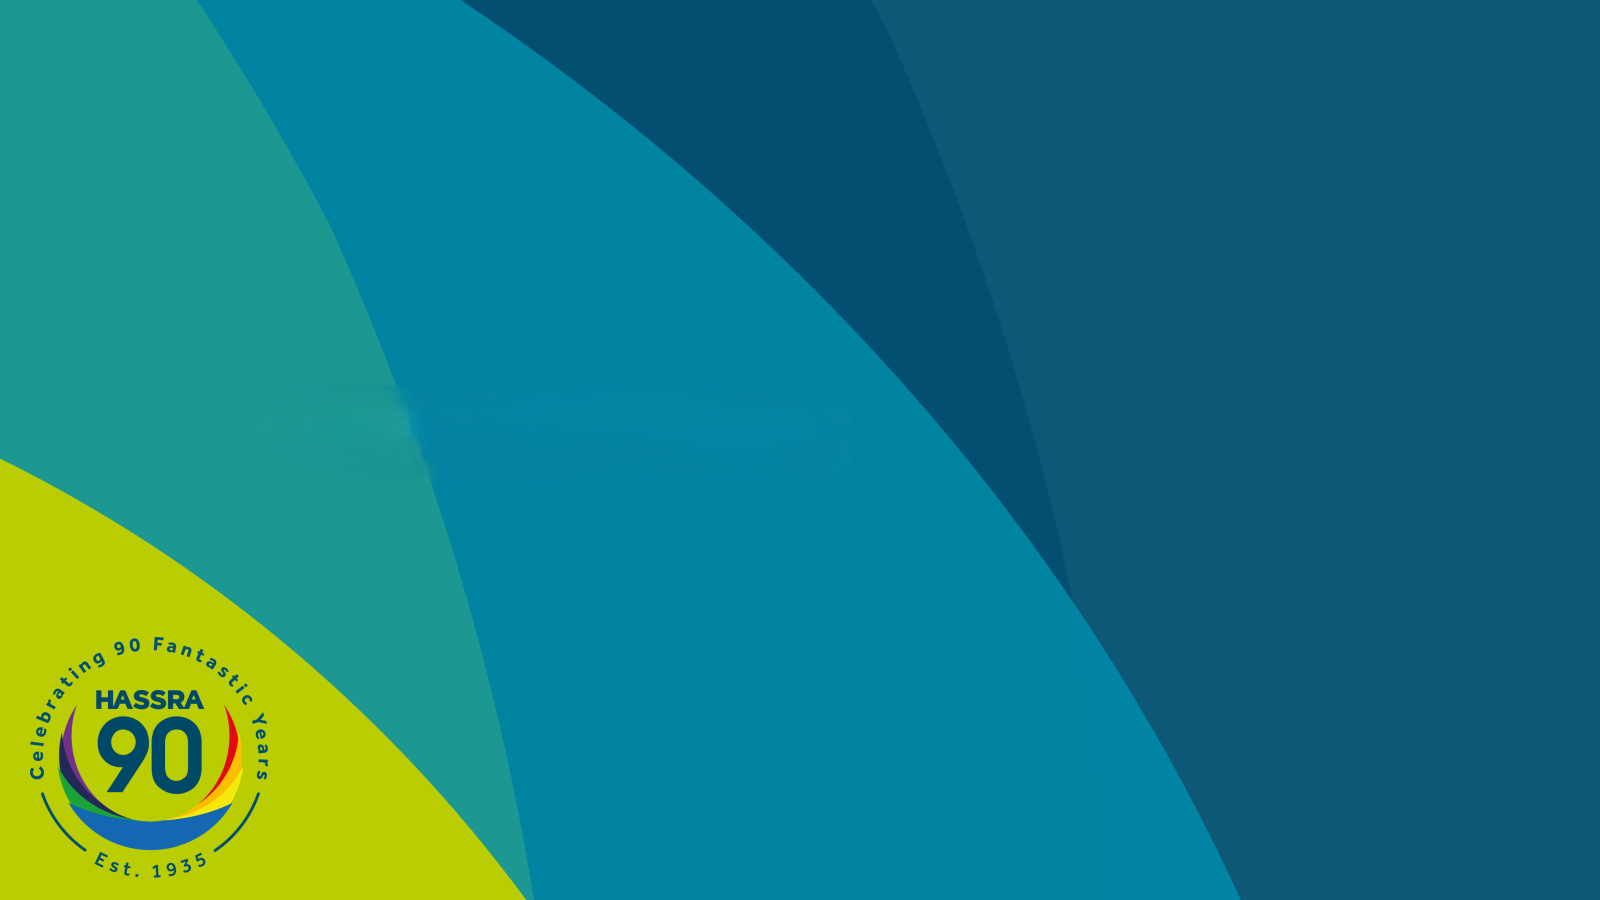 Celebrating 90 Fantastic Years
HASSRA
90
Est. 1935